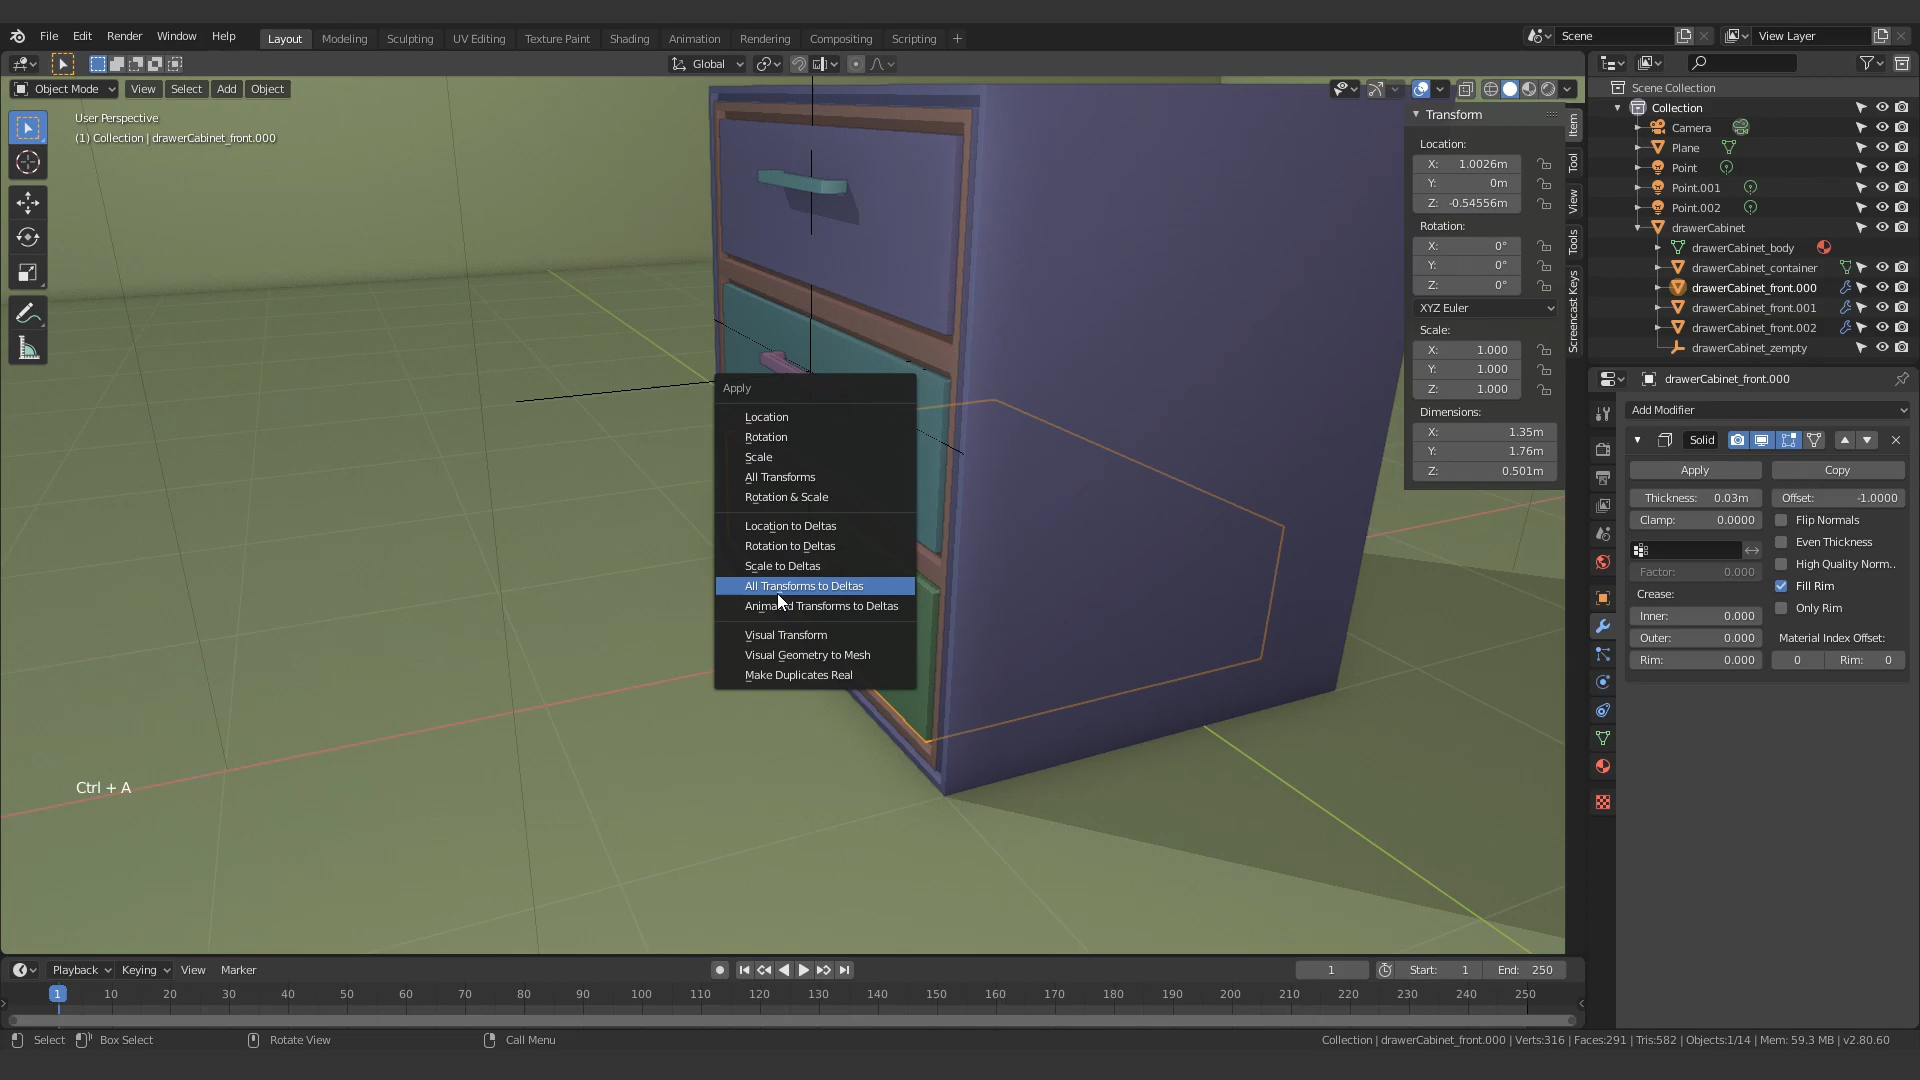 File Edit Render Window Help Layout Modeling Sculpting UV Editing Texture Paint Shading Animation Rendering Compositing Scripting + Scene View Layer
Global
Object Mode View Select Add Object
User Perspective
(1) Collection | drawerCabinet_front.000
Transform
Location:
X: 1.0026m
Y: 0m
Z: -0.54556m
Rotation:
X: 0°
Y: 0°
Z: 0°
XYZ Euler
Scale:
X: 1.000
Y: 1.000
Z: 1.000
Dimensions:
X: 1.35m
Y: 1.76m
Z: 0.501m
Item
Tool
View
Tools
Screencast Keys
Scene Collection
Collection
Camera
Plane
Point
Point.001
Point.002
drawerCabinet
drawerCabinet_body
drawerCabinet_container
drawerCabinet_front.000
drawerCabinet_front.001
drawerCabinet_front.002
drawerCabinet_zempty
drawerCabinet_front.000
Add Modifier
Solid
Apply Copy
Thickness: 0.03m Offset: -1.0000
Clamp: 0.0000 Flip Normals
Even Thickness
High Quality Norm..
Factor: 0.000
Fill Rim
Crease:
Only Rim
Inner: 0.000
Outer: 0.000 Material Index Offset:
Rim: 0.000 0 Rim: 0
Apply
Location
Rotation
Scale
All Transforms
Rotation & Scale
Location to Deltas
Rotation to Deltas
Scale to Deltas
All Transforms to Deltas
Animated Transforms to Deltas
Visual Transform
Visual Geometry to Mesh
Make Duplicates Real
Ctrl + A
Playback Keying View Marker 1 Start: 1 End: 250
1 10 20 30 40 50 60 70 80 90 100 110 120 130 140 150 160 170 180 190 200 210 220 230 240 250
Select Box Select Rotate View Call Menu Collection | drawerCabinet_front.000 | Verts:316 | Faces:291 | Tris:582 | Objects:1/14 | Mem: 59.3 MB | v2.80.60